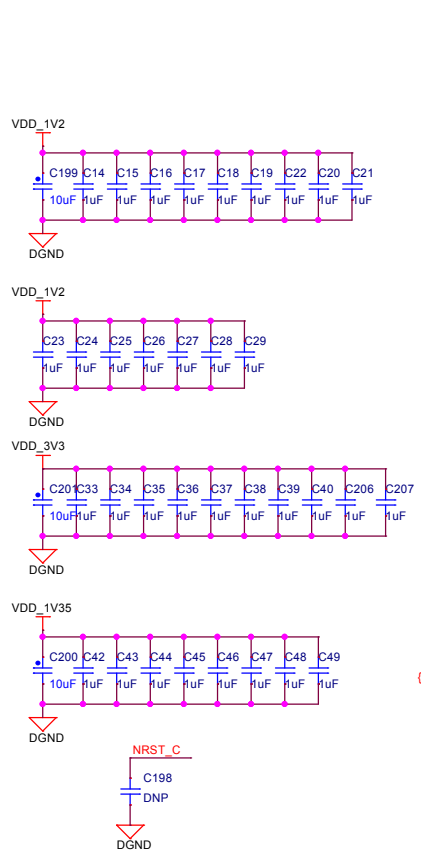 VDD_1V2
C199 C14 C15 C16 C17 C18 C19 C22 C20 C21
10uF 1uF 1uF 1uF 1uF 1uF 1uF 1uF 1uF 1uF
DGND
VDD_1V2
C23 C24 C25 C26 C27 C28 C29
1uF 1uF 1uF 1uF 1uF 1uF 1uF
DGND
VDD_3V3
C201 C33 C34 C35 C36 C37 C38 C39 C40 C206 C207
10uF 1uF 1uF 1uF 1uF 1uF 1uF 1uF 1uF 1uF 1uF
DGND
VDD_1V35
C200 C42 C43 C44 C45 C46 C47 C48 C49
10uF 1uF 1uF 1uF 1uF 1uF 1uF 1uF 1uF
{
DGND
NRST_C
C198
DNP
DGND